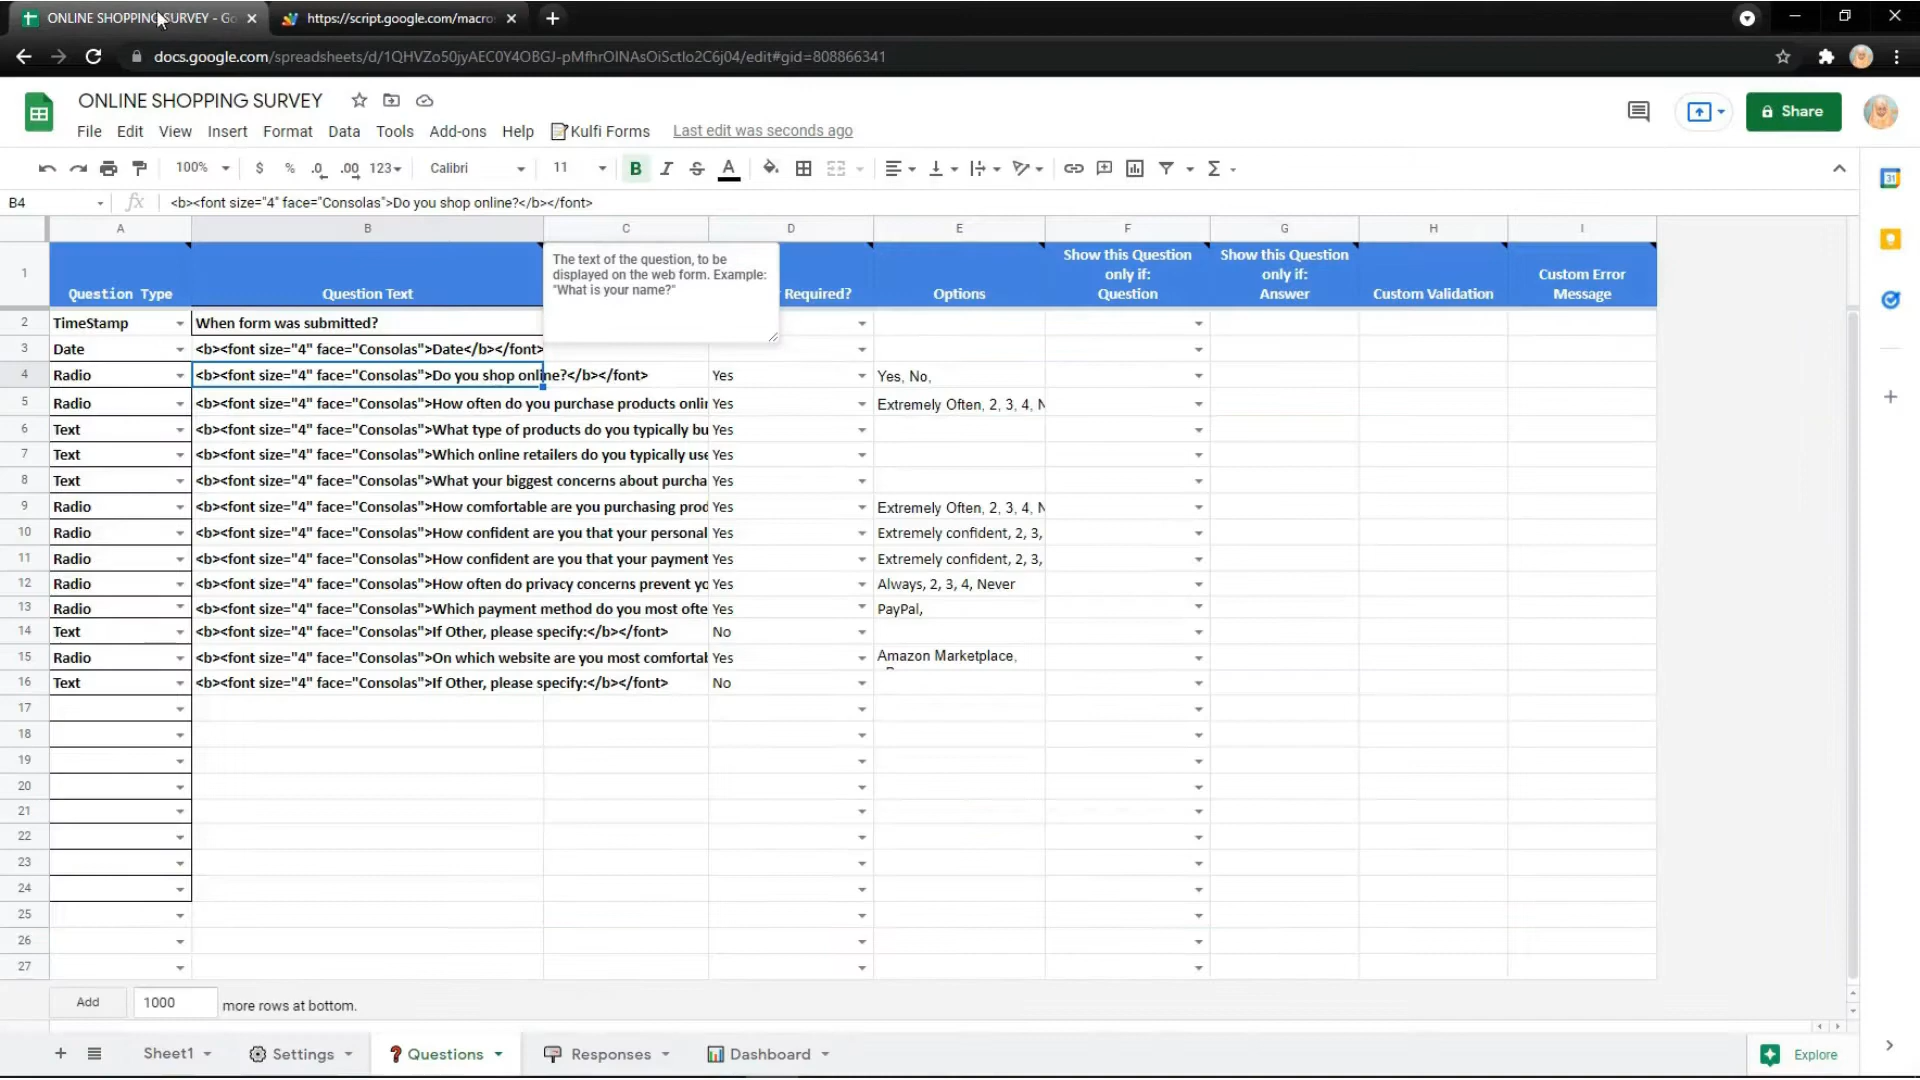 ONLINE SHOPPING SURVEY - Go
https://script.google.com/macro
docs.google.com/spreadsheets/d/1QHVZo50jyAEC0Y4OBGJ-pMfhrOlNAsOiSctIo2C6j04/edit#gid=808866341
ONLINE SHOPPING SURVEY
File Edit View Insert Format Data Tools Add-ons Help Kulfi Forms Last edit was seconds ago
Share
100% $ % .0 .00 123 Calibri 11 B I S A
B4 fx <b><font size="4" face="Consolas">Do you shop online?</b></font>
A B C D E F G H I
1 Question Type Question Text Required? Options Show this Question only if: Question Show this Question only if: Answer Custom Validation Custom Error Message
The text of the question, to be
displayed on the web form. Example:
"What is your name?"
2 TimeStamp When form was submitted?
3 Date <b><font size="4" face="Consolas">Date</b></font>
4 Radio <b><font size="4" face="Consolas">Do you shop online?</b></font> Yes Yes, No,
5 Radio <b><font size="4" face="Consolas">How often do you purchase products onli Yes Extremely Often, 2, 3, 4, N
6 Text <b><font size="4" face="Consolas">What type of products do you typically bu Yes
7 Text <b><font size="4" face="Consolas">Which online retailers do you typically use Yes
8 Text <b><font size="4" face="Consolas">What your biggest concerns about purcha Yes
9 Radio <b><font size="4" face="Consolas">How comfortable are you purchasing prod Yes Extremely Often, 2, 3, 4, N
10 Radio <b><font size="4" face="Consolas">How confident are you that your personal Yes Extremely confident, 2, 3,
11 Radio <b><font size="4" face="Consolas">How confident are you that your payment Yes Extremely confident, 2, 3,
12 Radio <b><font size="4" face="Consolas">How often do privacy concerns prevent yo Yes Always, 2, 3, 4, Never
13 Radio <b><font size="4" face="Consolas">Which payment method do you most ofte Yes PayPal,
14 Text <b><font size="4" face="Consolas">If Other, please specify:</b></font> No
15 Radio <b><font size="4" face="Consolas">On which website are you most comfortab Yes Amazon Marketplace,
16 Text <b><font size="4" face="Consolas">If Other, please specify:</b></font> No
17
18
19
20
21
22
23
24
25
26
27
Add 1000 more rows at bottom.
Sheet1 Settings Questions Responses Dashboard Explore